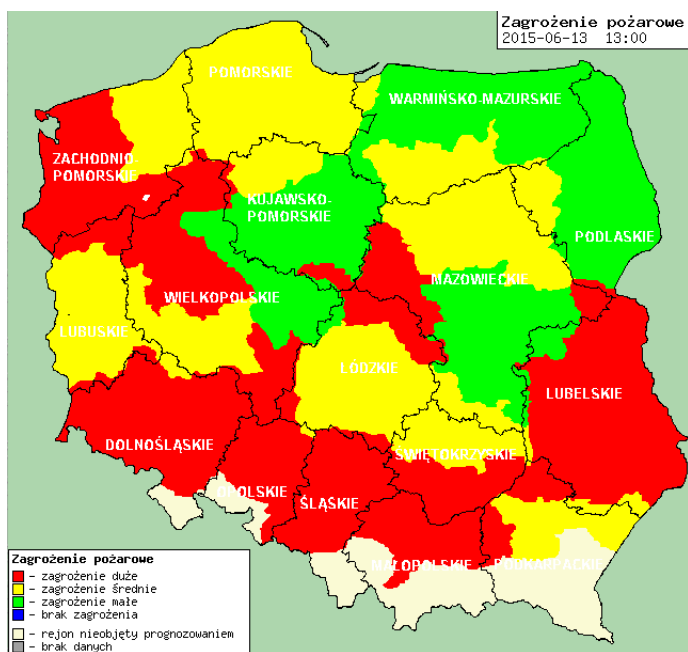 Zagrożenie pożarowe
2015-06-13 13:00
POMORSKIE
WARMIŃSKO-MAZURSKIE
ZACHODNIO-
POMORSKIE
KUJAWSKO-
POMORSKIE
PODLASKIE
MAZOWIECKIE
WIELKOPOLSKIE
LUBUSKIE
ŁÓDZKIE
LUBELSKIE
DOLNOŚLĄSKIE
ŚWIĘTOKRZYSKIE
OPOLSKIE
ŚLĄSKIE
MAŁOPOLSKIE
PODKARPACKIE
Zagrożenie pożarowe
- zagrożenie duże
- zagrożenie średnie
- zagrożenie małe
- brak zagrożenia
- rejon nieobjęty prognozowaniem
- brak danych